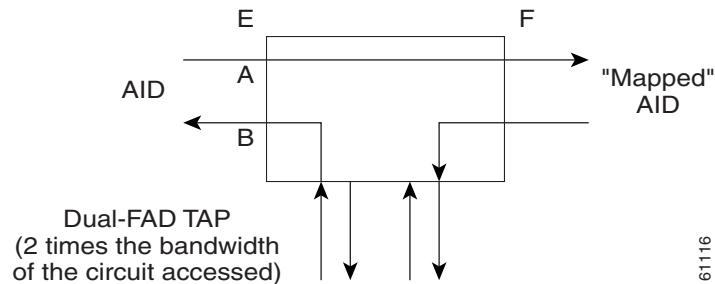 E
F
A
AID
"Mapped"
AID
B
Dual-FAD TAP
(2 times the bandwidth
of the circuit accessed)
61116